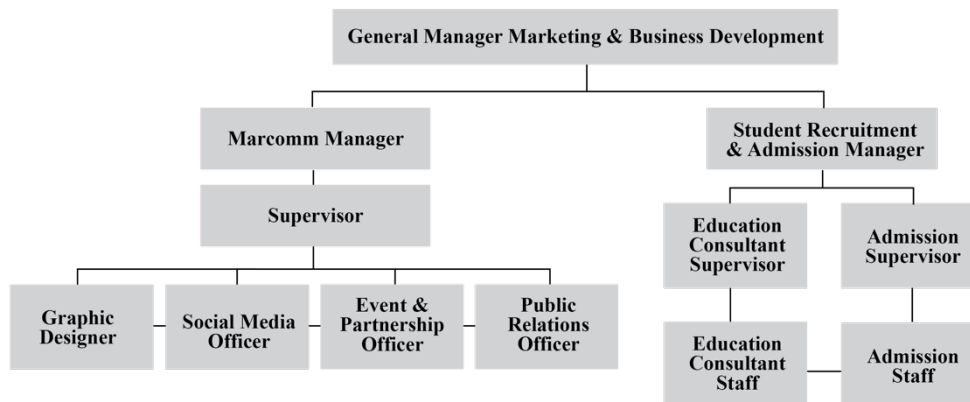 General Manager Marketing & Business Development
Marcomm Manager
Student Recruitment
& Admission Manager
Supervisor
Education
Consultant
Supervisor
Admission
Supervisor
Graphic
Designer
Social Media
Officer
Event &
Partnership
Officer
Public
Relations
Officer
Education
Consultant
Staff
Admission
Staff